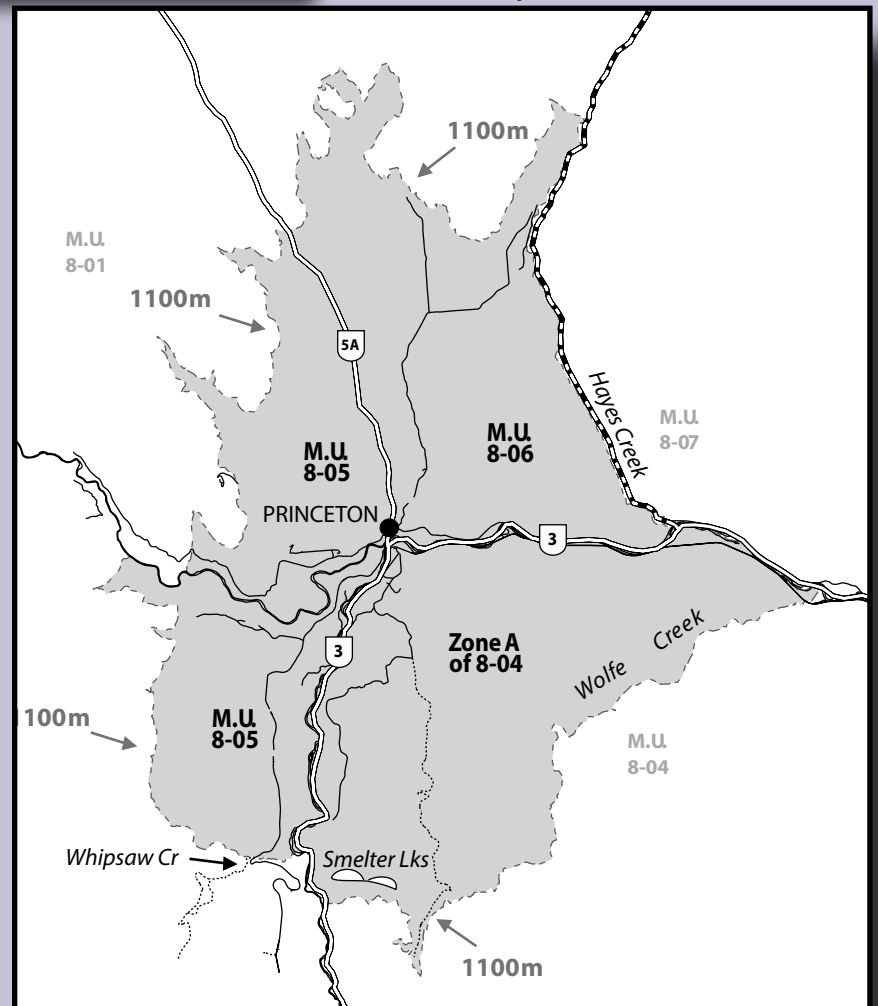 1100m
M.U.
8-01
1100m
5A
Hayes Creek
M.U.
8-07
M.U.
8-06
M.U.
8-05
PRINCETON
3
3
Zone A
of 8-04
Wolfe Creek
M.U.
8-05
100m
M.U.
8-04
Whipsaw Cr
Smelter Lks
1100m